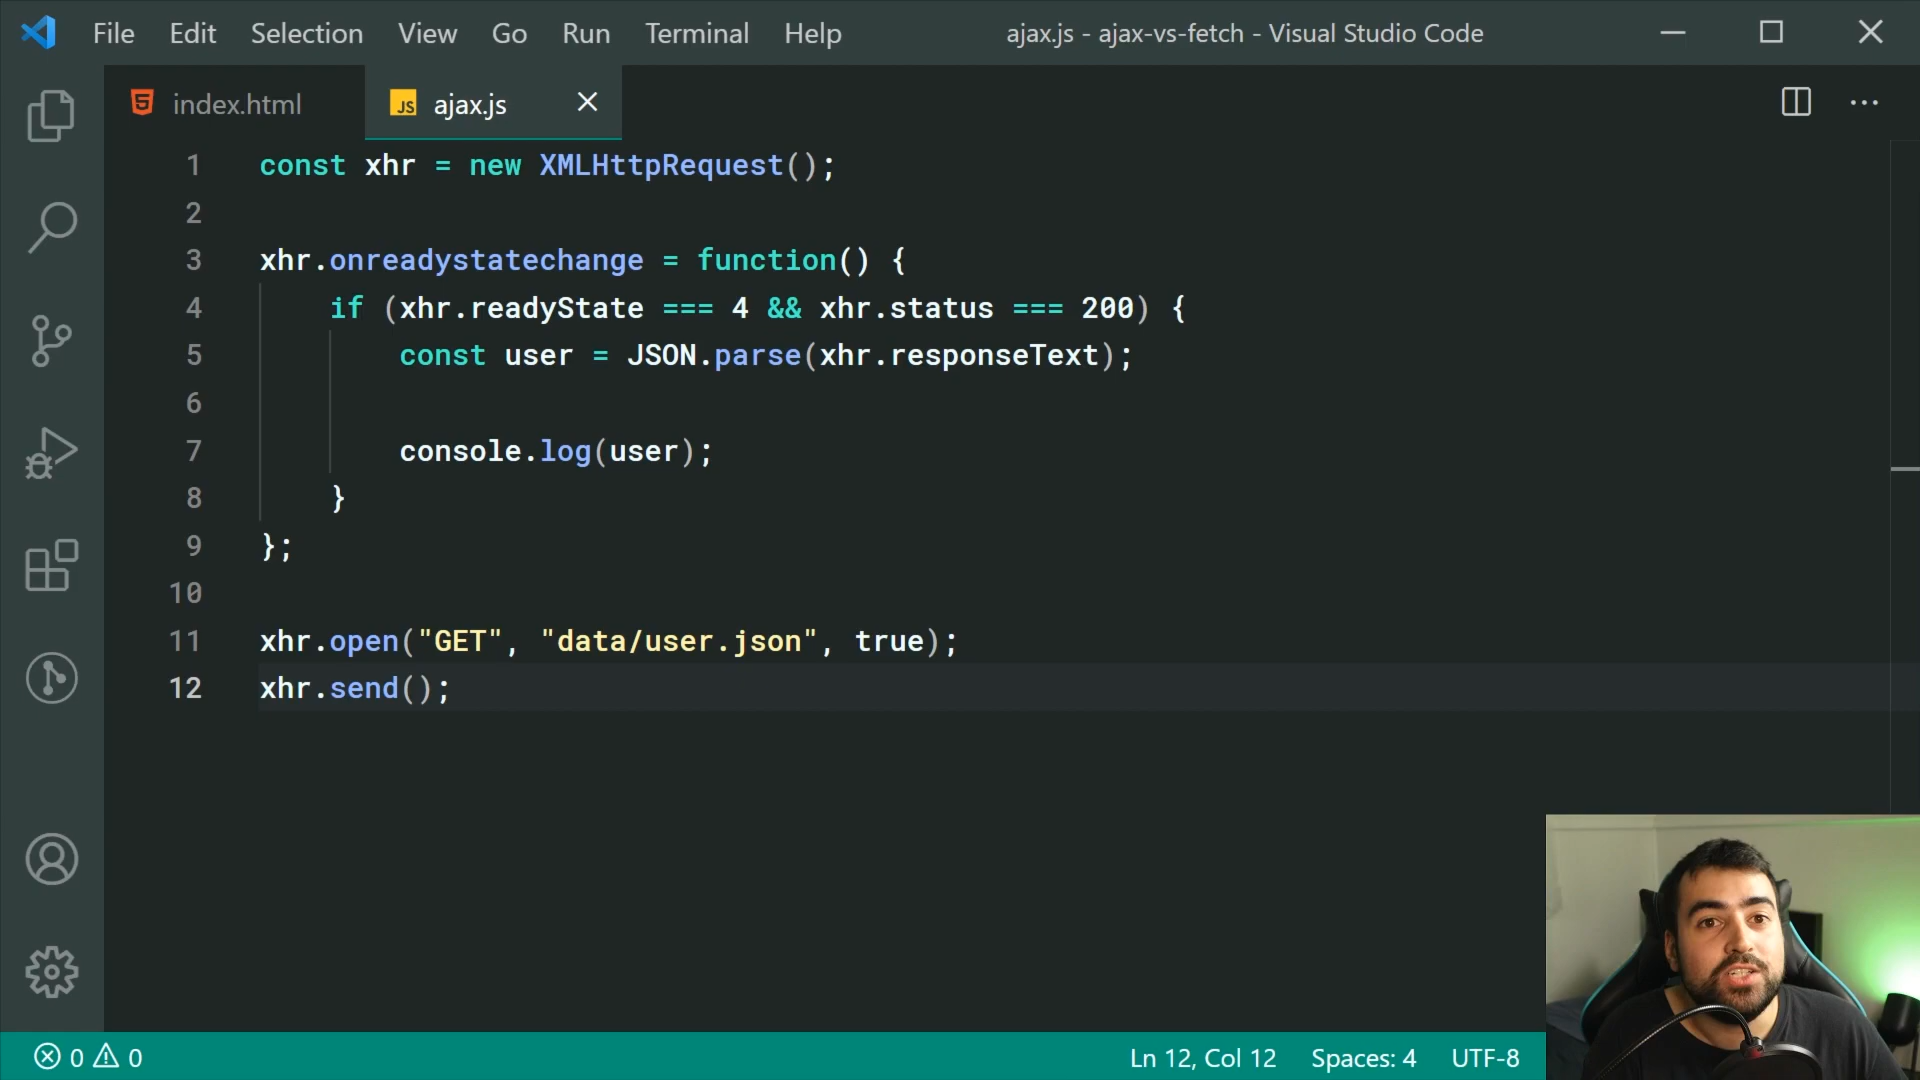 File Edit Selection View Go Run Terminal Help ajax.js - ajax-vs-fetch - Visual Studio Code
index.html JS ajax.js
1 const xhr = new XMLHttpRequest();
2
3 xhr.onreadystatechange = function() {
4 if (xhr.readyState === 4 && xhr.status === 200) {
5 const user = JSON.parse(xhr.responseText);
6
7 console.log(user);
8 }
9 };
10
11 xhr.open("GET", "data/user.json", true);
12 xhr.send();
0 0 Ln 12, Col 12 Spaces: 4 UTF-8